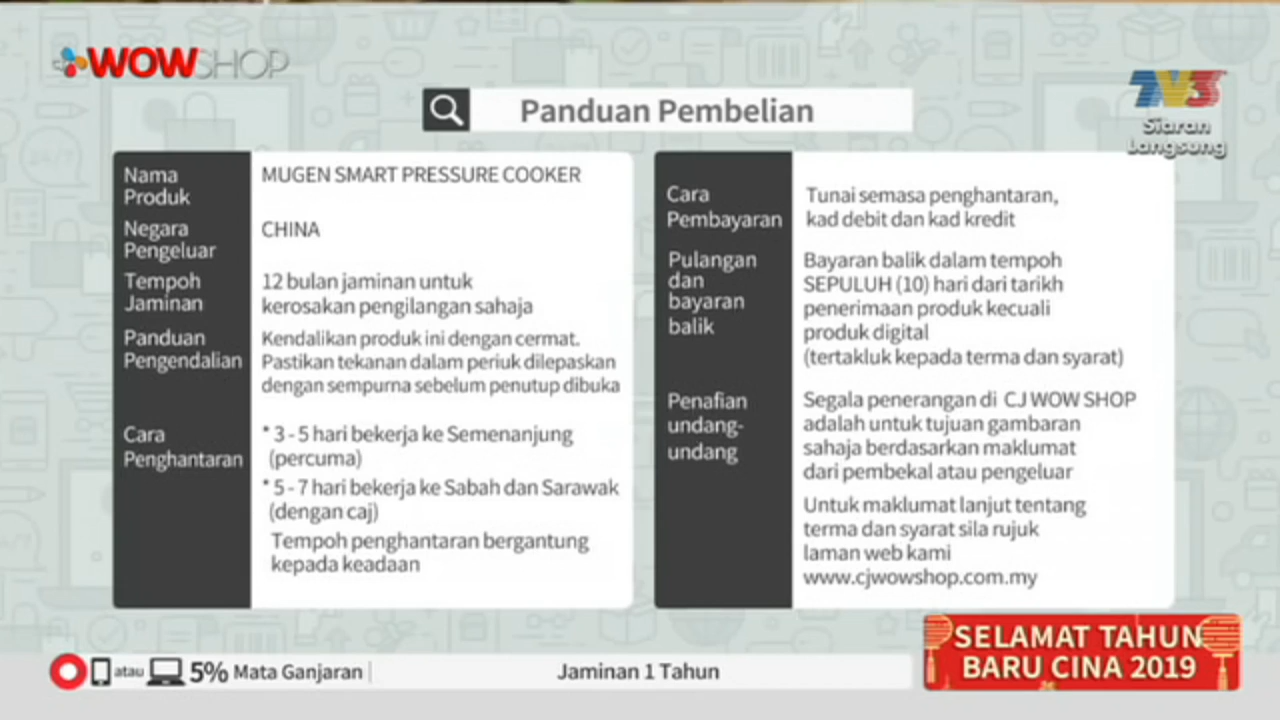 WOWSHOP
TV3
Siaran
Langsung
Panduan Pembelian
Nama
Produk
MUGEN SMART PRESSURE COOKER
Negara
Pengeluar
CHINA
Tempoh
Jaminan
12 bulan jaminan untuk
kerosakan pengilangan sahaja
Panduan
Pengendalian
Kendalikan produk ini dengan cermat.
Pastikan tekanan dalam periuk dilepaskan
dengan sempurna sebelum penutup dibuka
Cara
Penghantaran
* 3 - 5 hari bekerja ke Semenanjung
(percuma)
* 5 - 7 hari bekerja ke Sabah dan Sarawak
(dengan caj)
Tempoh penghantaran bergantung
kepada keadaan
Cara
Pembayaran
Tunai semasa penghantaran,
kad debit dan kad kredit
Pulangan
dan
bayaran
balik
Bayaran balik dalam tempoh
SEPULUH (10) hari dari tarikh
penerimaan produk kecuali
produk digital
(tertakluk kepada terma dan syarat)
Penafian
undang-
undang
Segala penerangan di CJ WOW SHOP
adalah untuk tujuan gambaran
sahaja berdasarkan maklumat
dari pembekal atau pengeluar
Untuk maklumat lanjut tentang
terma dan syarat sila rujuk
laman web kami
www.cjwowshop.com.my
atau 5% Mata Ganjaran
Jaminan 1 Tahun
SELAMAT TAHUN
BARU CINA 2019